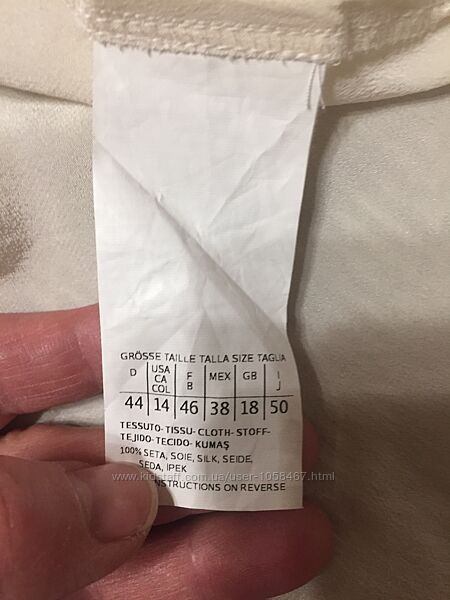 GRÖSSE TAILLE TALLA SIZE TAGLIA
D USA CA COL F B MEX GB I J
44 14 46 38 18 50
TESSUTO-TISSU-CLOTH-STOFF-
TEJIDO-TECIDO-KUMAŞ
100% SETA, SOIE, SILK, SEIDE,
SEDA, İPEK
INSTRUCTIONS ON REVERSE
www.kidstaff.com.ua/user-1058467.html